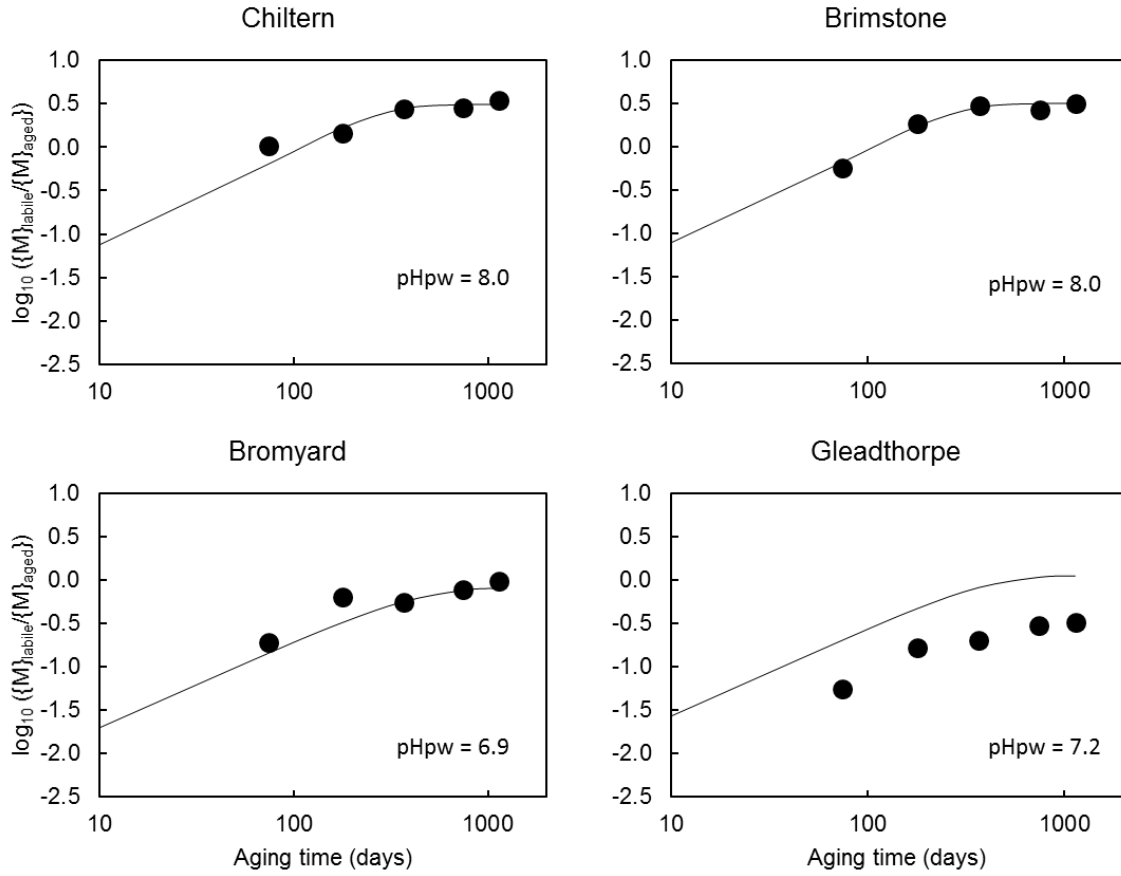 Chiltern
log10 ({M}labile/{M}aged})
1.0
0.5
0.0
-0.5
-1.0
-1.5
-2.0
-2.5
pHpw = 8.0
10 100 1000
Brimstone
1.0
0.5
0.0
-0.5
-1.0
-1.5
-2.0
-2.5
pHpw = 8.0
10 100 1000
Bromyard
log10 ({M}labile/{M}aged})
1.0
0.5
0.0
-0.5
-1.0
-1.5
-2.0
-2.5
pHpw = 6.9
10 100 1000
Aging time (days)
Gleadthorpe
1.0
0.5
0.0
-0.5
-1.0
-1.5
-2.0
-2.5
pHpw = 7.2
10 100 1000
Aging time (days)